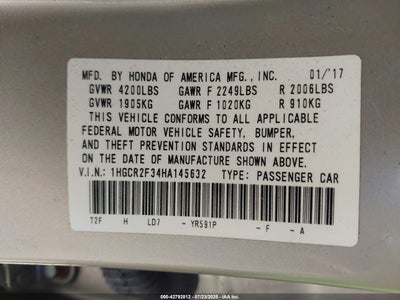 MFD. BY HONDA OF AMERICA MFG., INC. 01/'17
GVWR 4200LBS GAWR F 2249LBS R 2006LBS
GVWR 1905KG GAWR F 1020KG R 910KG
THIS VEHICLE CONFORMS TO ALL APPLICABLE
FEDERAL MOTOR VEHICLE SAFETY, BUMPER,
AND THEFT PREVENTION STANDARDS IN EFFECT
ON THE DATE OF MANUFACTURE SHOWN ABOVE.
V.I.N.: 1HGCR2F34HA145632 TYPE: PASSENGER CAR
T2F H LD7 - YR591P - F - A
000-42792812 - 07/23/2025 - IAA Inc.